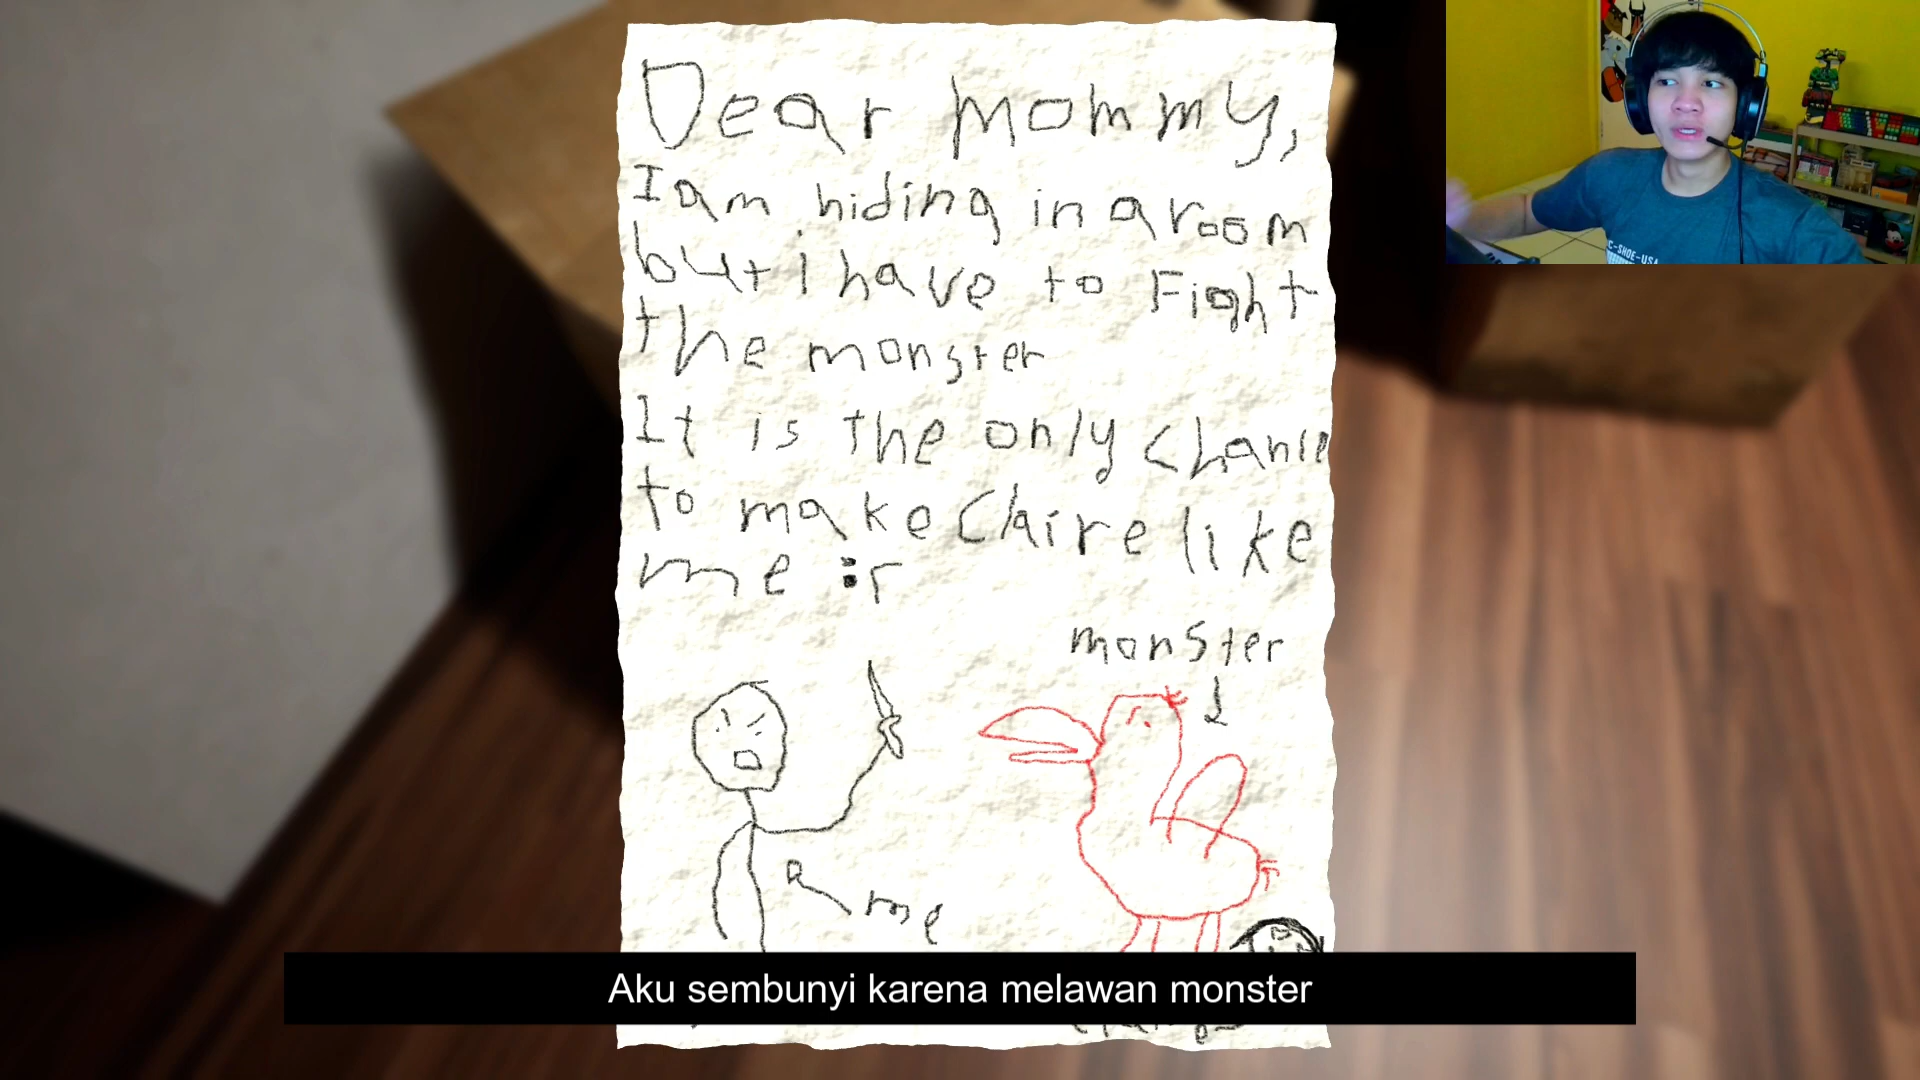 Dear Mommy,
I am hiding in a room
but i have to Fight
the monster
It is the only chance
to make Claire like
me :r
monster
me
Aku sembunyi karena melawan monster